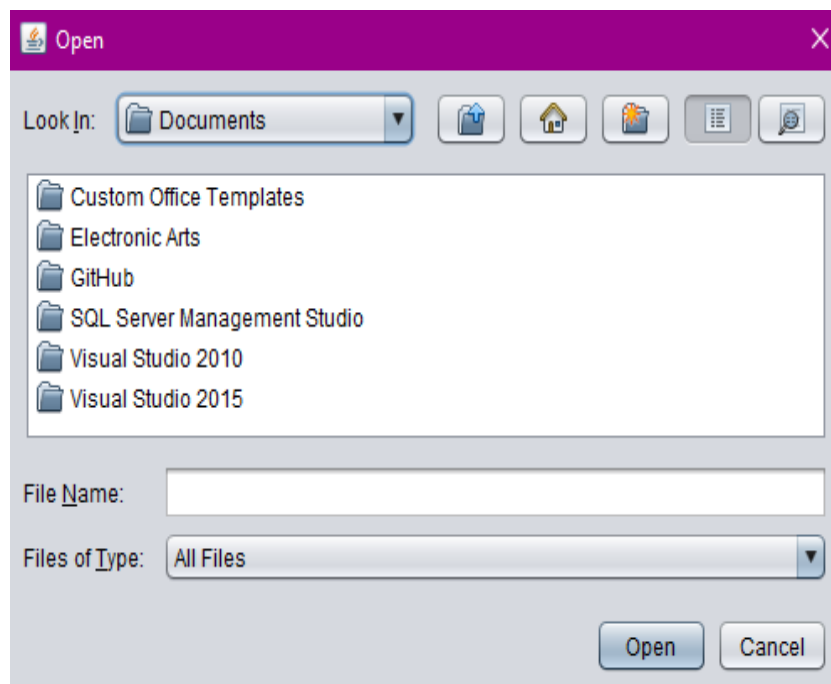 Open
Look In: Documents
Custom Office Templates
Electronic Arts
GitHub
SQL Server Management Studio
Visual Studio 2010
Visual Studio 2015
File Name:
Files of Type: All Files
Open Cancel